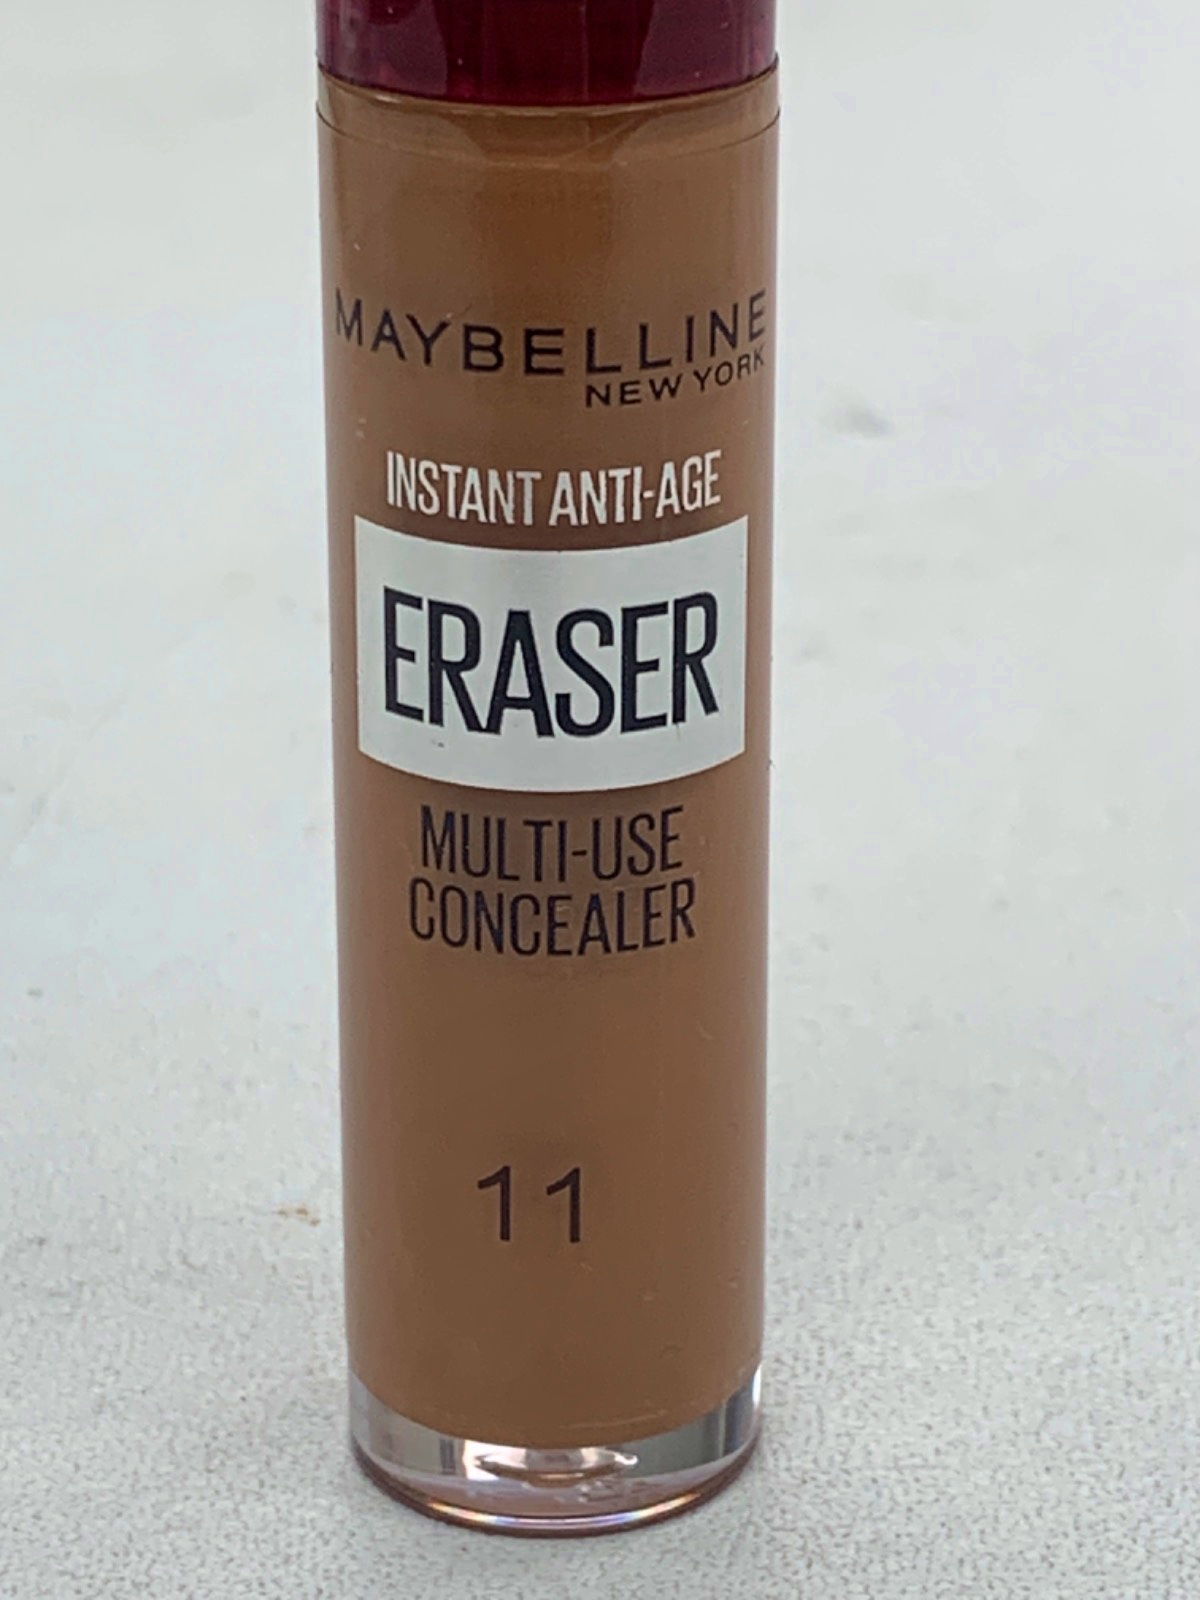 MAYBELLINE
NEW YORK
INSTANT ANTI-AGE
ERASER
MULTI-USE
CONCEALER
11